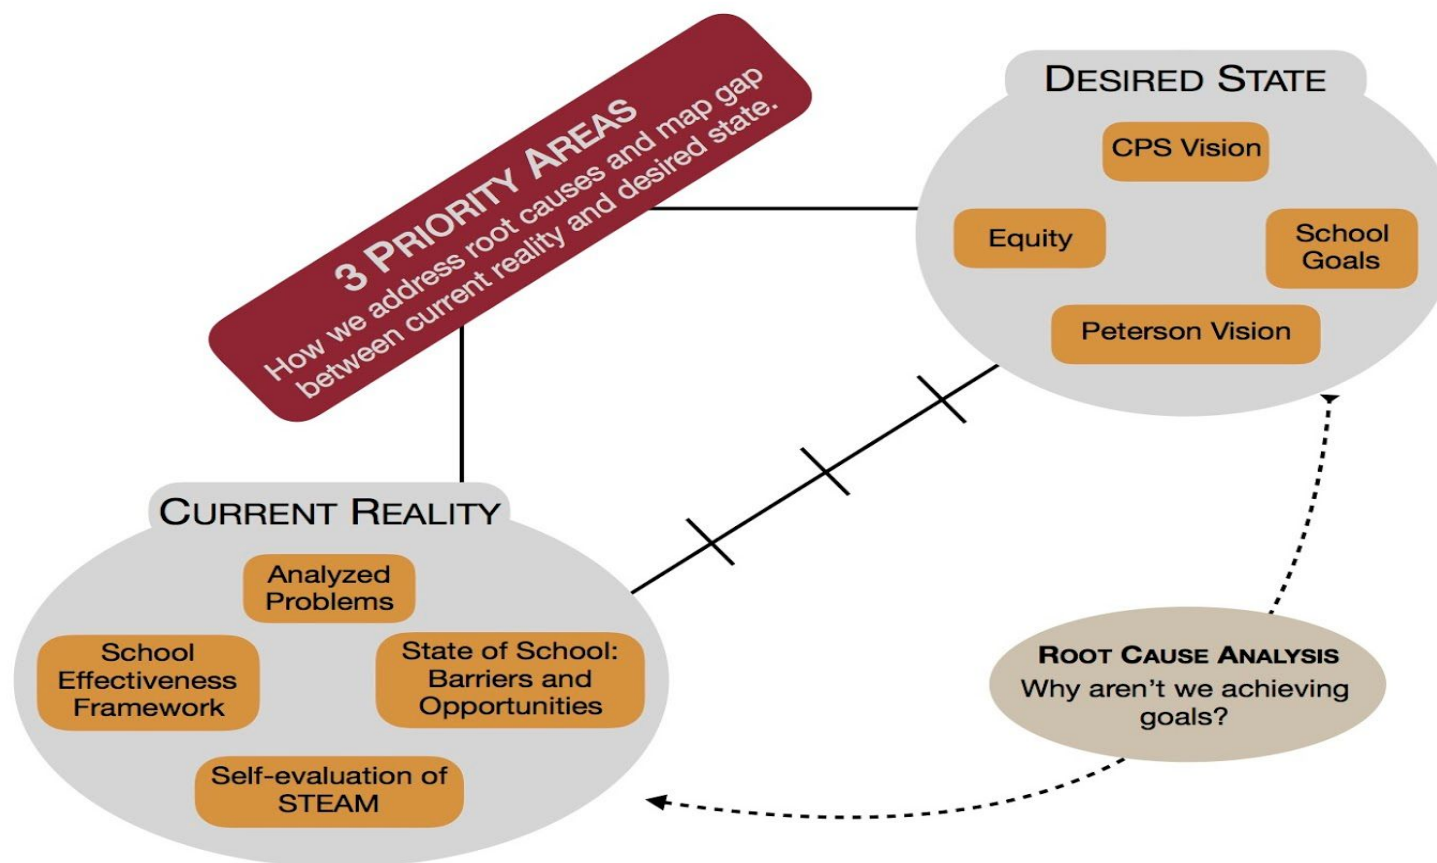 3 PRIORITY AREAS
How we address root causes and map gap
between current reality and desired state.
DESIRED STATE
CPS Vision
Equity
School
Goals
Peterson Vision
CURRENT REALITY
Analyzed
Problems
School
Effectiveness
Framework
State of School:
Barriers and
Opportunities
Self-evaluation of
STEAM
ROOT CAUSE ANALYSIS
Why aren't we achieving
goals?